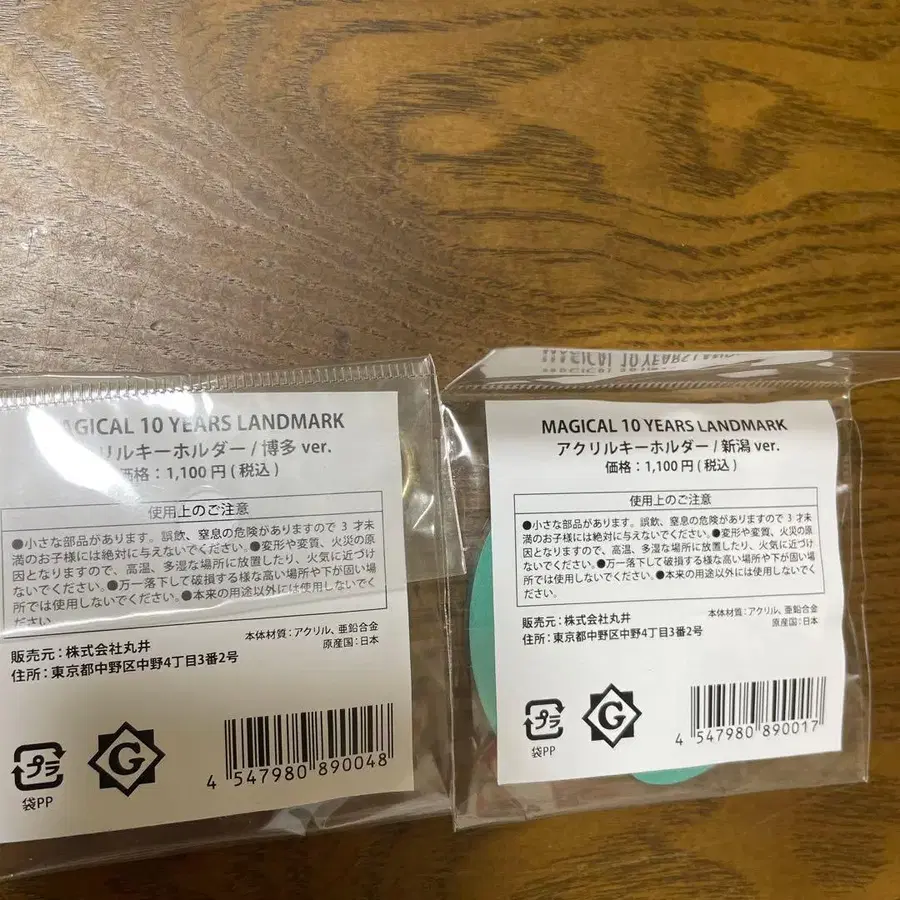 MAGICAL 10 YEARS LAND
AGICAL 10 YEARS LANDMARK
リルキーホルダー / 博多 ver.
価格：1,100円 ( 税込 )
使用上のご注意
●小さな部品があります。誤飲、窒息の危険がありますので 3 才未
満のお子様には絶対に与えないでください。●変形や変質、火災の原
因となりますので、高温、多湿な場所に放置したり、火気に近づけ
ないでください。●万一落下して破損する様な高い場所や下が固い場
所では使用しないでください。●本来の用途以外には使用しないでくだ
さい。
本体材質：アクリル、亜鉛合金
原産国：日本
販売元：株式会社丸井
住所：東京都中野区中野4丁目3番2号
プラ
袋PP
G
4 547980 890048
MAGICAL 10 YEARS LANDMARK
アクリルキーホルダー / 新潟 ver.
価格：1,100円 ( 税込 )
使用上のご注意
●小さな部品があります。誤飲、窒息の危険がありますので 3 才未
満のお子様には絶対に与えないでください。●変形や変質、火災の原
因となりますので、高温、多湿な場所に放置したり、火気に近づけ
ないでください。●万一落下して破損する様な高い場所や下が固い場
所では使用しないでください。●本来の用途以外には使用しないでくだ
さい。
本体材質：アクリル、亜鉛合金
原産国：日本
販売元：株式会社丸井
住所：東京都中野区中野4丁目3番2号
プラ
袋PP
G
4 547980 890017